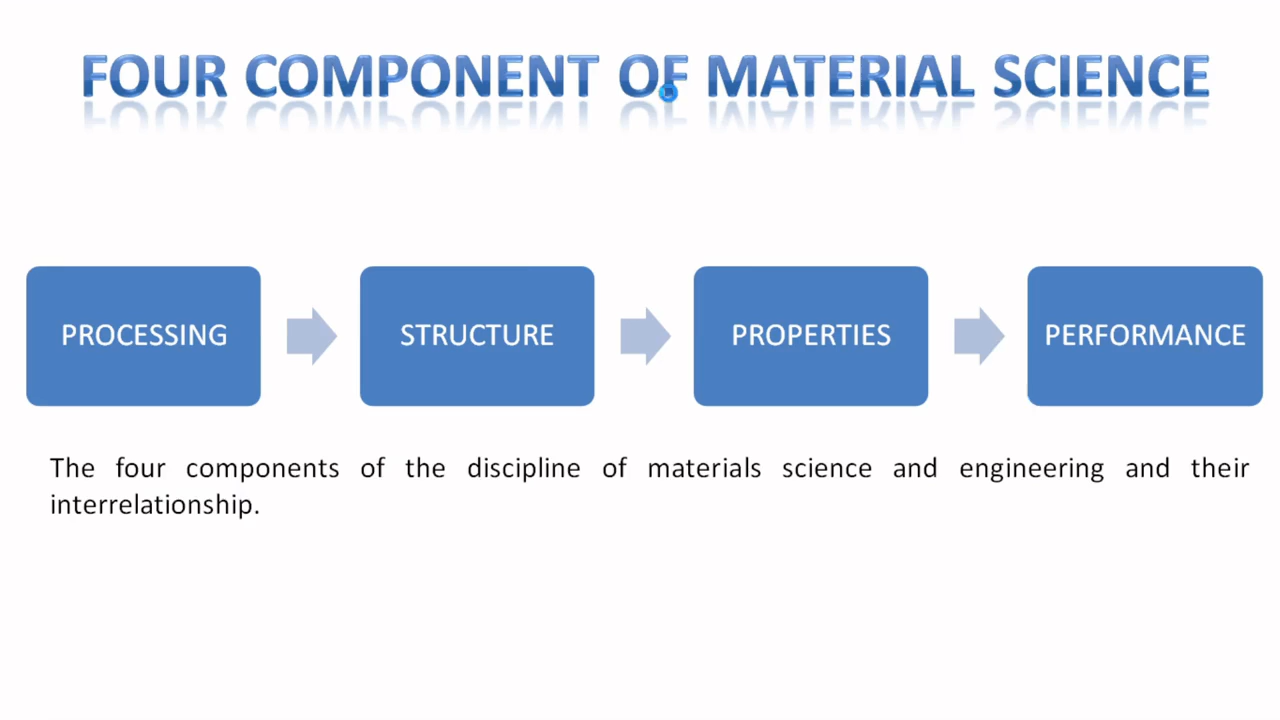 FOUR COMPONENT OF MATERIAL SCIENCE
PROCESSING
STRUCTURE
PROPERTIES
PERFORMANCE
The four components of the discipline of materials science and engineering and their
interrelationship.